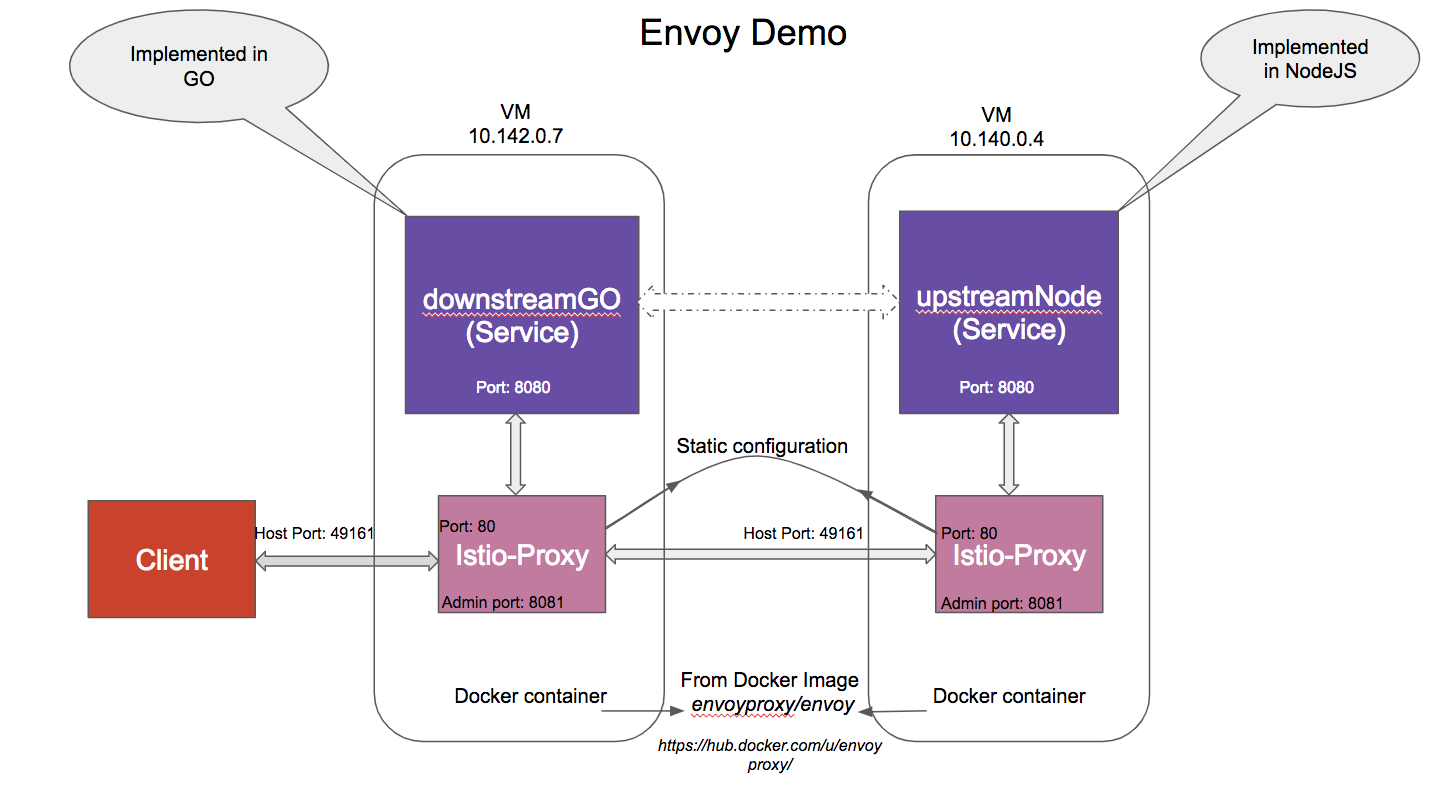 Envoy Demo
Implemented in
GO
Implemented
in NodeJS
VM
10.142.0.7
VM
10.140.0.4
downstreamGO
(Service)
Port: 8080
upstreamNode
(Service)
Port: 8080
Static configuration
Client
Host Port: 49161
Port: 80
Istio-Proxy
Admin port: 8081
Host Port: 49161
Port: 80
Istio-Proxy
Admin port: 8081
Docker container
From Docker Image
envoyproxy/envoy
Docker container
https://hub.docker.com/u/envoy
proxy/